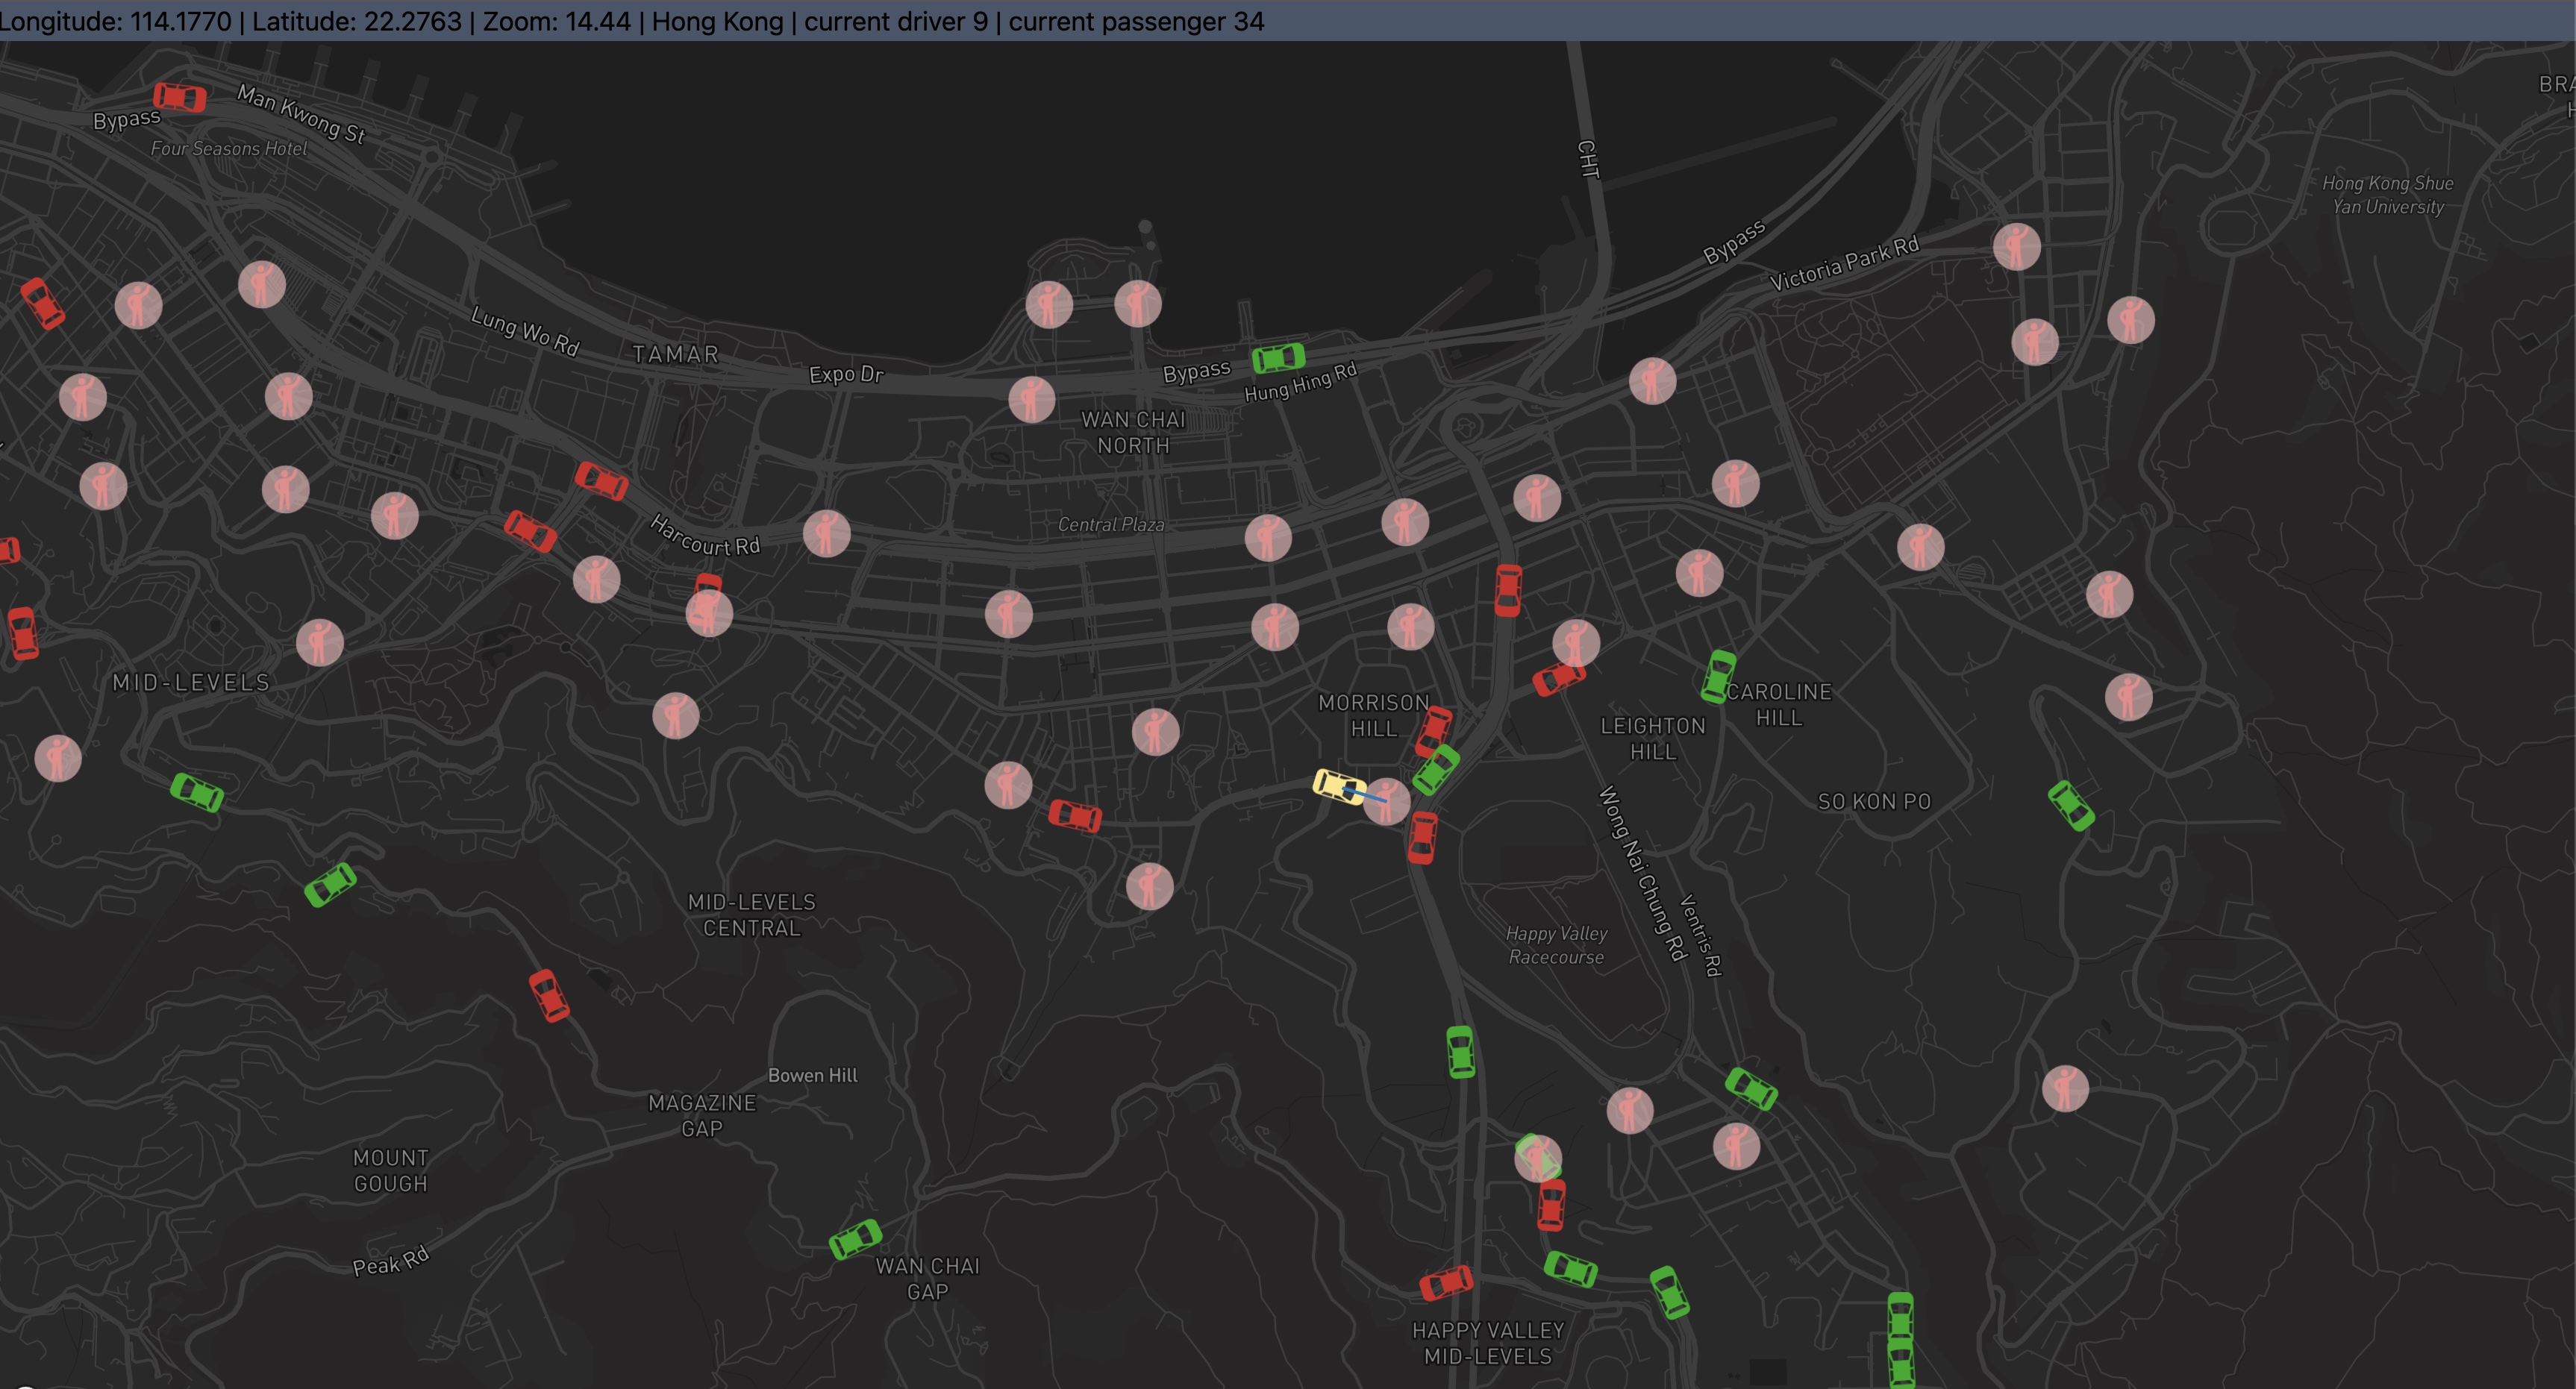 Longitude: 114.1770 | Latitude: 22.2763 | Zoom: 14.44 | Hong Kong | current driver 9 | current passenger 34
Man Kwong St
Bypass
Four Seasons Hotel
CHT
Hong Kong Shue
Yan University
Bypass
Victoria Park Rd
Lung Wo Rd
TAMAR
Expo Dr
Bypass
Hung Hing Rd
WAN CHAI
NORTH
Central Plaza
Harcourt Rd
MID-LEVELS
MORRISON
HILL
CAROLINE
HILL
LEIGHTON
HILL
SO KON PO
Wong Nai Chung Rd
Ventris Rd
MID-LEVELS
CENTRAL
Happy Valley
Racecourse
Bowen Hill
MAGAZINE
GAP
MOUNT
GOUGH
Peak Rd
WAN CHAI
GAP
HAPPY VALLEY
MID-LEVELS